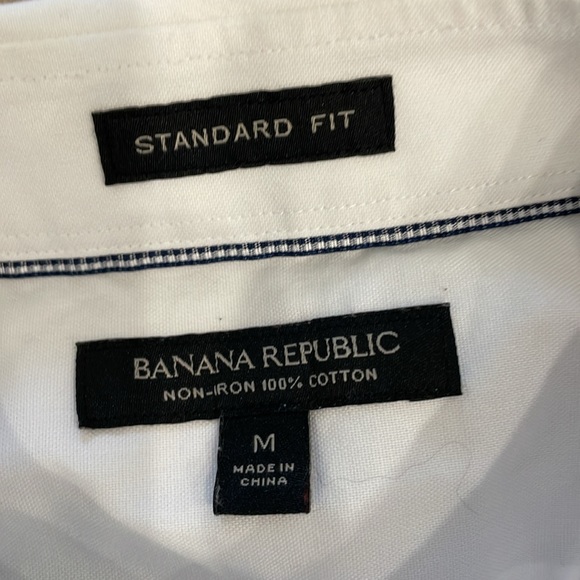 STANDARD FIT
BANANA REPUBLIC
NON-IRON 100% COTTON
M
MADE IN
CHINA